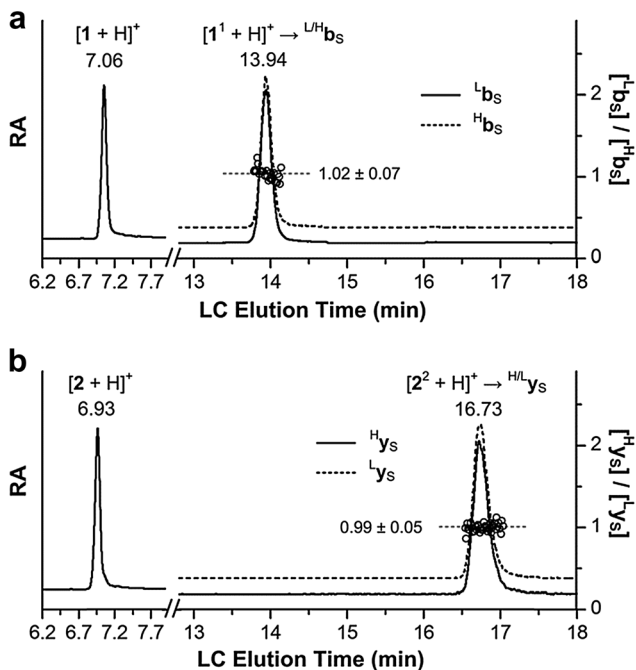 a
[1 + H]+
7.06
[1¹ + H]⁺ → ᴸ/ᴴbS
13.94
ᴸbS
ᴴbS
1.02 ± 0.07
RA
[ᴸbS] / [ᴴbS]
2
1
0
6.2 6.7 7.2 7.7 13 14 15 16 17 18
LC Elution Time (min)
b
[2 + H]⁺
6.93
[2² + H]⁺ → ᴴ/ᴸyS
16.73
ᴴyS
ᴸyS
0.99 ± 0.05
RA
[ᴴyS] / [ᴸyS]
2
1
0
6.2 6.7 7.2 7.7 13 14 15 16 17 18
LC Elution Time (min)